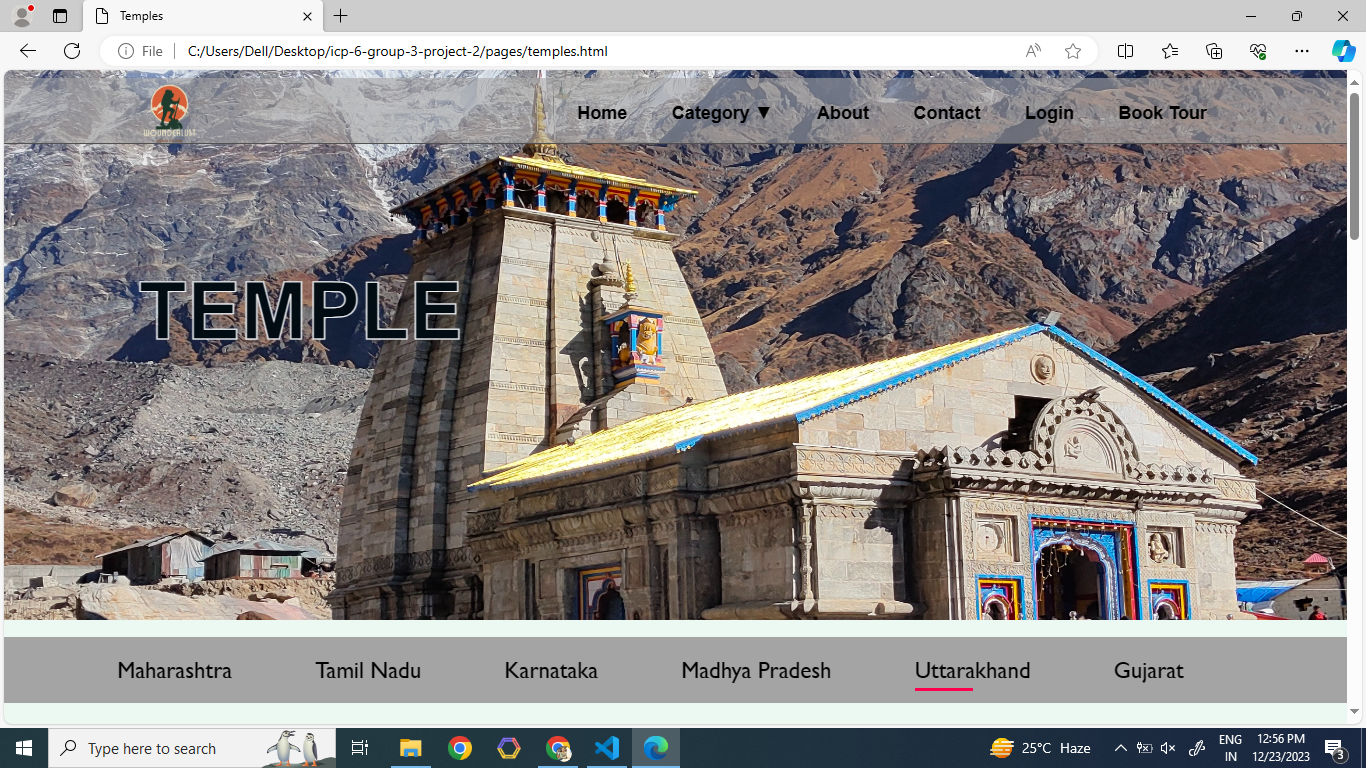 Temples
File
C:/Users/Dell/Desktop/icp-6-group-3-project-2/pages/temples.html
WOUNDERLUST
Home Category ▼ About Contact Login Book Tour
TEMPLE
Maharashtra Tamil Nadu Karnataka Madhya Pradesh Uttarakhand Gujarat
Type here to search
25°C Haze
ENG
IN
12:56 PM
12/23/2023
3